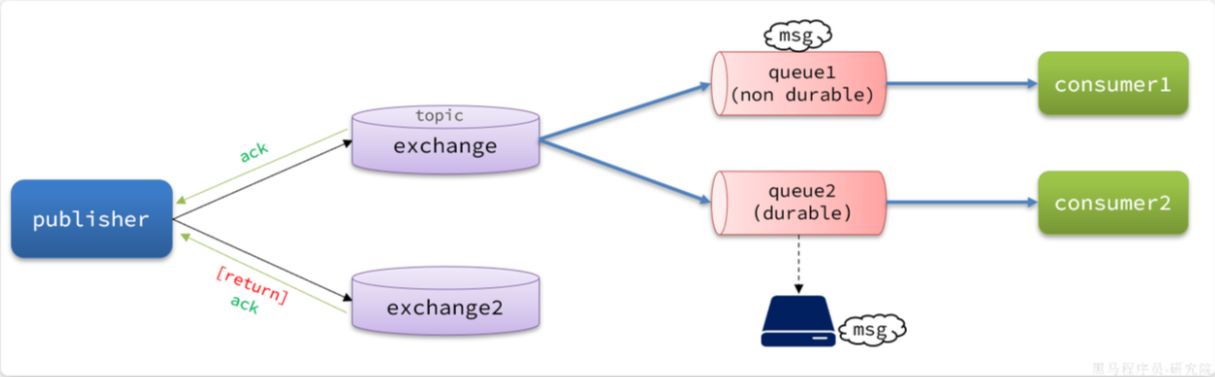 msg
queue1
(non durable)
consumer1
topic
exchange
ack
publisher
queue2
(durable)
consumer2
[return]
ack
exchange2
msg
黑马程序员-研究院